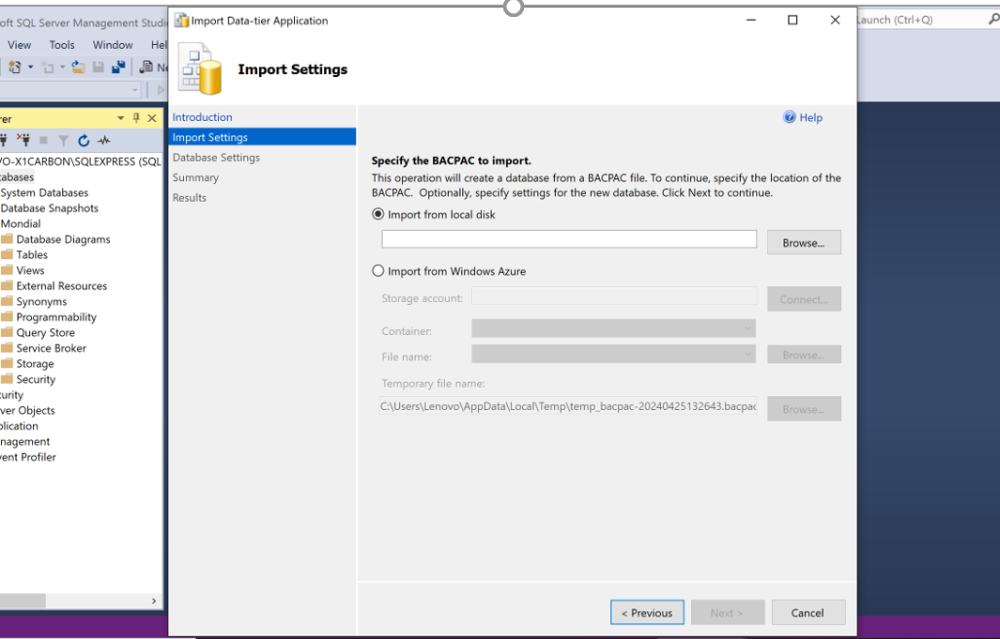 Import Data-tier Application
oft SQL Server Management Studi
Launch (Ctrl+Q)
View Tools Window Hel
Ne
Import Settings
rer
VO-X1CARBON\SQLEXPRESS (SQL
tabases
System Databases
Database Snapshots
Mondial
Database Diagrams
Tables
Views
External Resources
Synonyms
Programmability
Query Store
Service Broker
Storage
Security
curity
ver Objects
plication
nagement
vent Profiler
Introduction
Import Settings
Database Settings
Summary
Results
Help
Specify the BACPAC to import.
This operation will create a database from a BACPAC file. To continue, specify the location of the
BACPAC. Optionally, specify settings for the new database. Click Next to continue.
Import from local disk
Browse...
Import from Windows Azure
Storage account:
Connect...
Container:
File name:
Browse...
Temporary file name:
C:\Users\Lenovo\AppData\Local\Temp\temp_bacpac-20240425132643.bacpac
Browse...
< Previous
Next >
Cancel